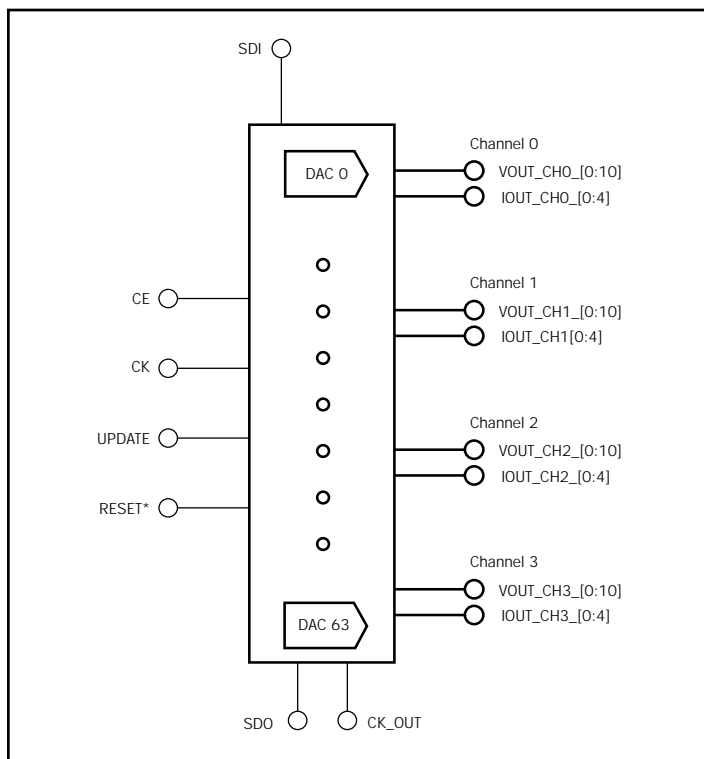 SDI
DAC 0
Channel 0
VOUT_CH0_[0:10]
IOUT_CH0_[0:4]
CE
Channel 1
VOUT_CH1_[0:10]
IOUT_CH1[0:4]
CK
UPDATE
Channel 2
VOUT_CH2_[0:10]
IOUT_CH2_[0:4]
RESET*
Channel 3
VOUT_CH3_[0:10]
IOUT_CH3_[0:4]
DAC 63
SDO
CK_OUT